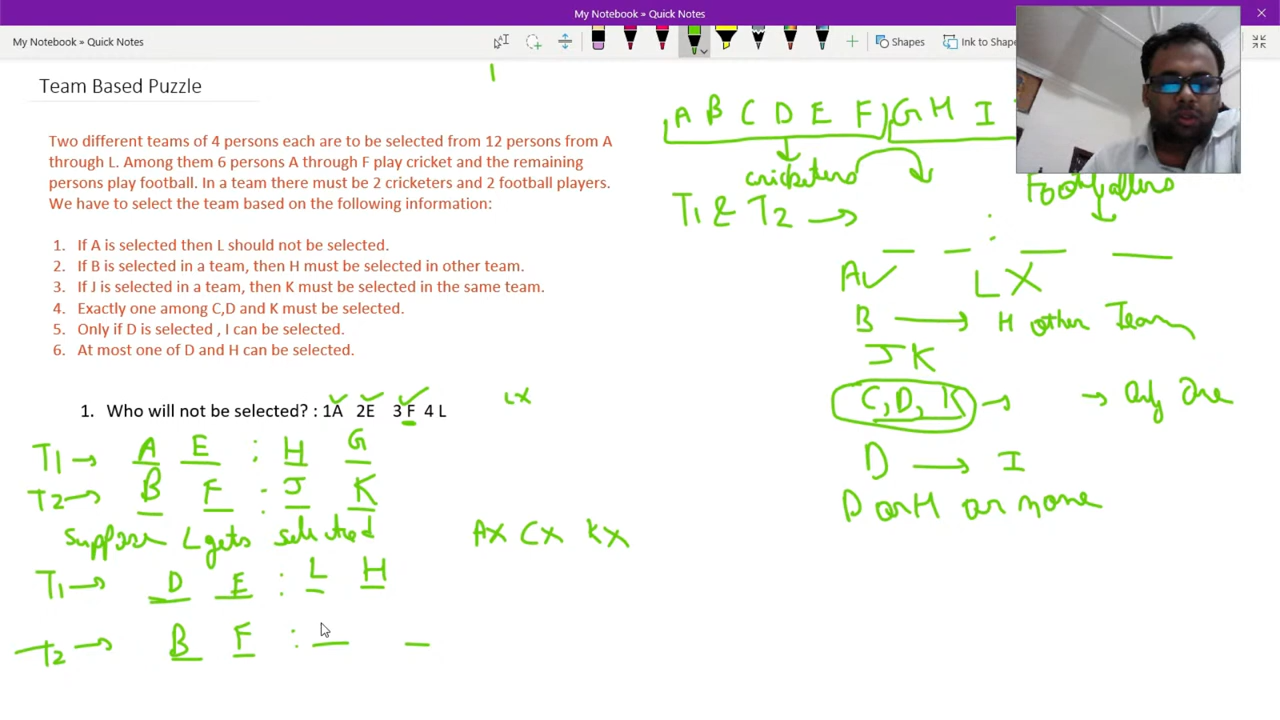 My Notebook » Quick Notes
My Notebook » Quick Notes
Shapes
Ink to Shape
Team Based Puzzle
Two different teams of 4 persons each are to be selected from 12 persons from A
through L. Among them 6 persons A through F play cricket and the remaining
persons play football. In a team there must be 2 cricketers and 2 football players.
We have to select the team based on the following information:
1. If A is selected then L should not be selected.
2. If B is selected in a team, then H must be selected in other team.
3. If J is selected in a team, then K must be selected in the same team.
4. Exactly one among C,D and K must be selected.
5. Only if D is selected , I can be selected.
6. At most one of D and H can be selected.
1. Who will not be selected? : 1A 2E 3 F 4 L
LX
T1 → A E : H G
T2 → B F : J K
Suppose L gets selected
AX CX KX
T1 → D E : L H
T2 → B F :
A B C D E F G H I
cricketers
Footballers
T1 & T2 →
:
A✓ L X
B → H other Team
J K
C, D, K → → Only One
D → I
D or H or none